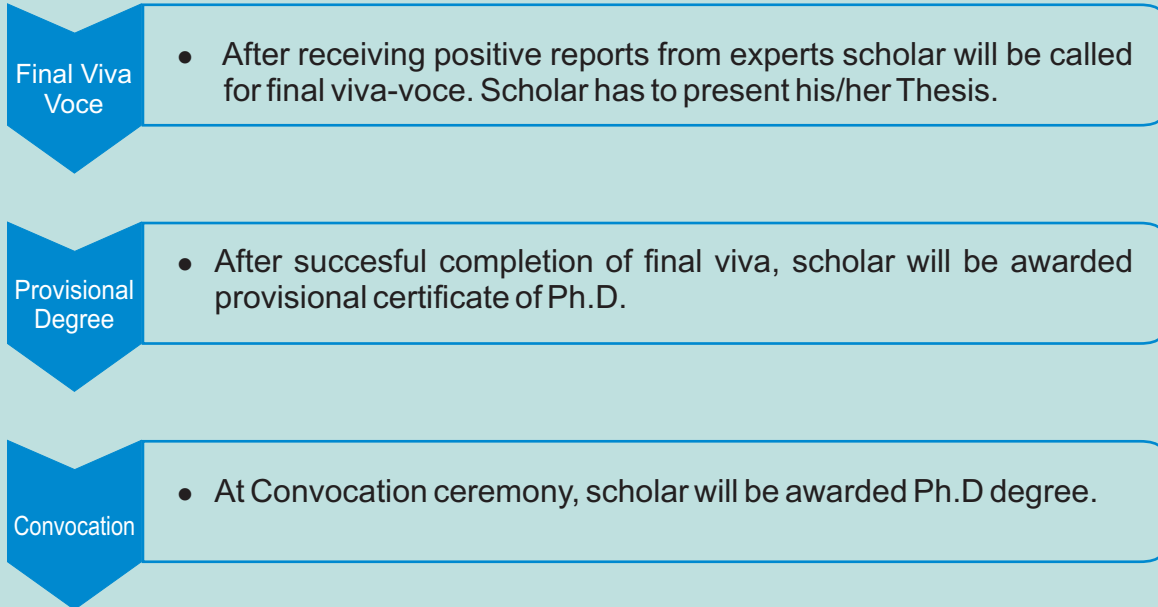 Final Viva
Voce
• After receiving positive reports from experts scholar will be called
for final viva-voce. Scholar has to present his/her Thesis.
Provisional
Degree
• After succesful completion of final viva, scholar will be awarded
provisional certificate of Ph.D.
Convocation
• At Convocation ceremony, scholar will be awarded Ph.D degree.